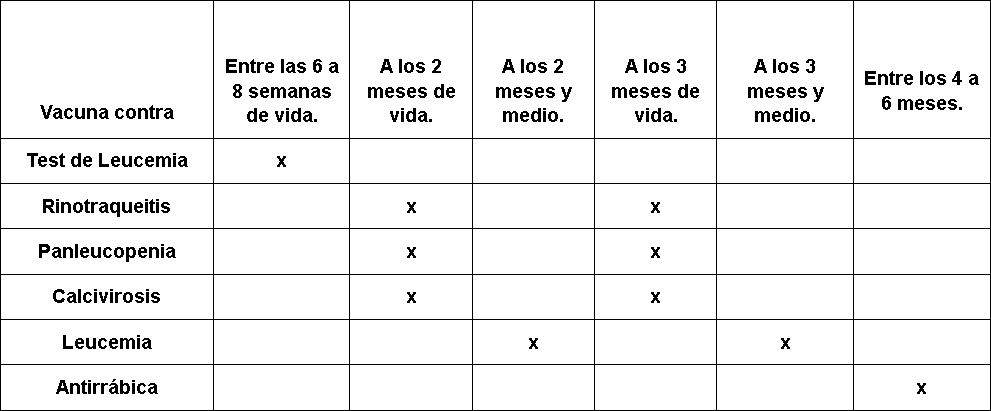 Vacuna contra
Entre las 6 a
8 semanas
de vida.
A los 2
meses de
vida.
A los 2
meses y
medio.
A los 3
meses de
vida.
A los 3
meses y
medio.
Entre los 4 a
6 meses.
Test de Leucemia x
Rinotraqueitis x x
Panleucopenia x x
Calcivirosis x x
Leucemia x x
Antirrábica x